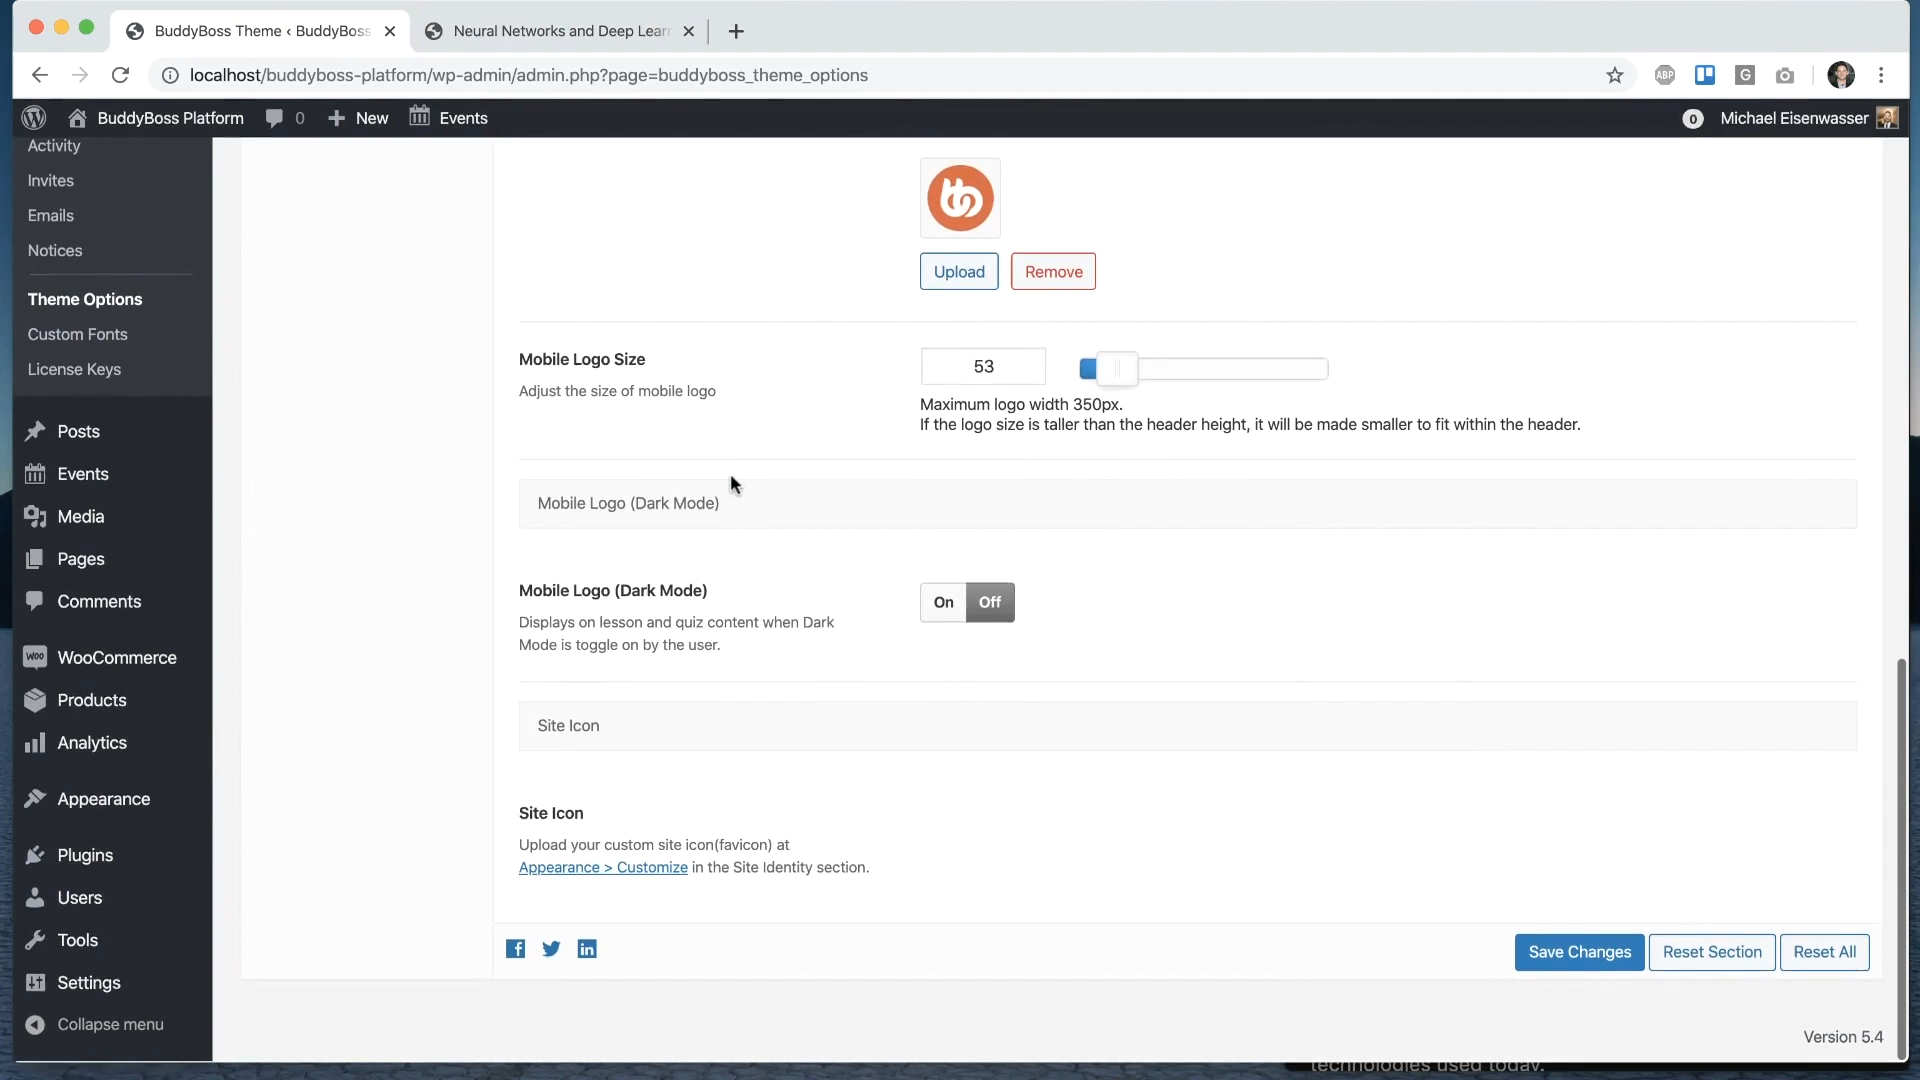 BuddyBoss Theme ‹ BuddyBoss
Neural Networks and Deep Lear
localhost/buddyboss-platform/wp-admin/admin.php?page=buddyboss_theme_options
ABP
G
BuddyBoss Platform
0
New
Events
0
Michael Eisenwasser
Activity
Invites
Emails
Notices
Theme Options
Custom Fonts
License Keys
Posts
Events
Media
Pages
Comments
WOO
WooCommerce
Products
Analytics
Appearance
Plugins
Users
Tools
Settings
Collapse menu
Upload
Remove
Mobile Logo Size
Adjust the size of mobile logo
53
Maximum logo width 350px.
If the logo size is taller than the header height, it will be made smaller to fit within the header.
Mobile Logo (Dark Mode)
Mobile Logo (Dark Mode)
Displays on lesson and quiz content when Dark
Mode is toggle on by the user.
On
Off
Site Icon
Site Icon
Upload your custom site icon(favicon) at
Appearance > Customize in the Site Identity section.
Save Changes
Reset Section
Reset All
Version 5.4
technologies used today.